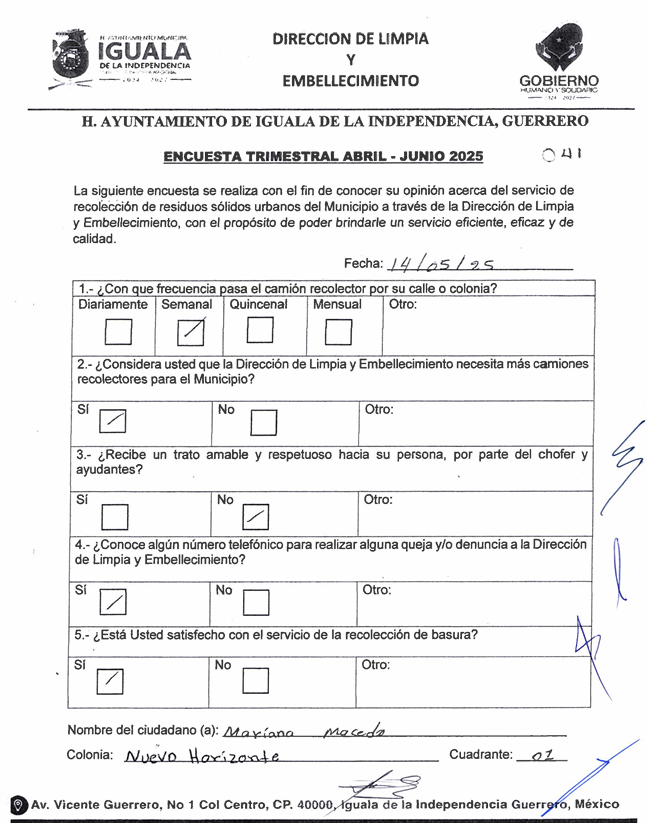 H. AYUNTAMIENTO MUNICIPAL
IGUALA
DE LA INDEPENDENCIA
2024 - 2027
DIRECCION DE LIMPIA
Y
EMBELLECIMIENTO
GOBIERNO
HUMANO Y SOLIDARIO
2024 - 2027
H. AYUNTAMIENTO DE IGUALA DE LA INDEPENDENCIA, GUERRERO
ENCUESTA TRIMESTRAL ABRIL - JUNIO 2025 041
La siguiente encuesta se realiza con el fin de conocer su opinión acerca del servicio de
recolección de residuos sólidos urbanos del Municipio a través de la Dirección de Limpia
y Embellecimiento, con el propósito de poder brindarle un servicio eficiente, eficaz y de
calidad.
Fecha: 14/05/25
1.- ¿Con que frecuencia pasa el camión recolector por su calle o colonia?
Diariamente Semanal Quincenal Mensual Otro:
2.- ¿Considera usted que la Dirección de Limpia y Embellecimiento necesita más camiones
recolectores para el Municipio?
Sí No Otro:
3.- ¿Recibe un trato amable y respetuoso hacia su persona, por parte del chofer y
ayudantes?
Sí No Otro:
4.- ¿Conoce algún número telefónico para realizar alguna queja y/o denuncia a la Dirección
de Limpia y Embellecimiento?
Sí No Otro:
5.- ¿Está Usted satisfecho con el servicio de la recolección de basura?
Sí No Otro:
Nombre del ciudadano (a): Mariana Macedo
Colonia: Nuevo Horizonte Cuadrante: 01
Av. Vicente Guerrero, No 1 Col Centro, CP. 40000, Iguala de la Independencia Guerrero, México